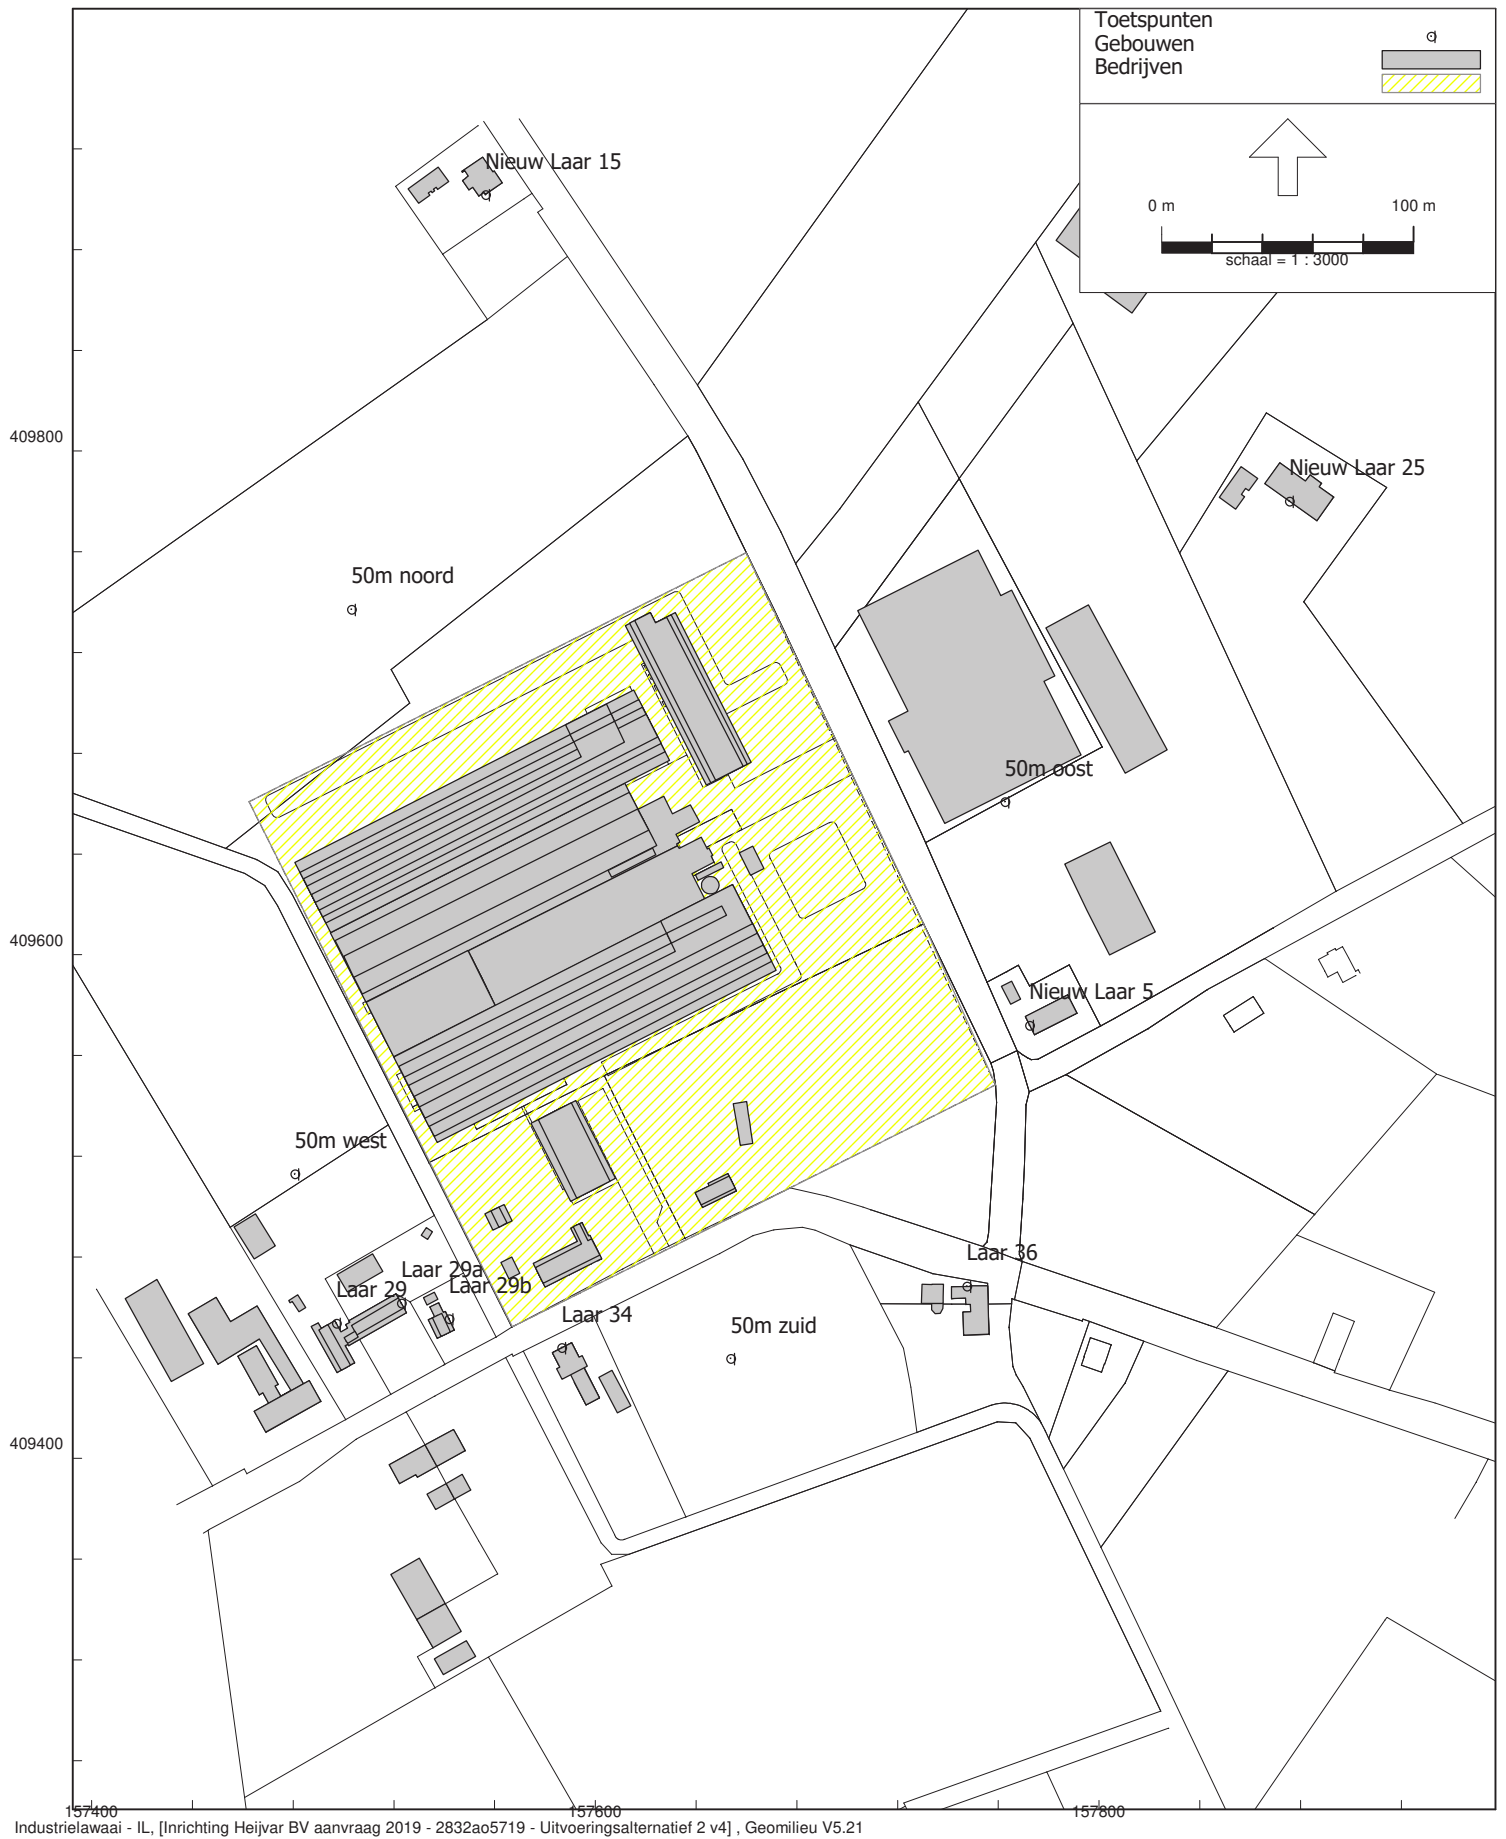 Toetspunten
Gebouwen
Bedrijven
0 m 100 m
schaal = 1 : 3000
Nieuw Laar 15
409800
Nieuw Laar 25
50m noord
50m oost
409600
Nieuw Laar 5
50m west
Laar 36
Laar 29a
Laar 29 Laar 29b
Laar 34
50m zuid
409400
157400 157600 157800
Industrielawaai - IL, [Inrichting Heijvar BV aanvraag 2019 - 2832ao5719 - Uitvoeringsalternatief 2 v4] , Geomilieu V5.21